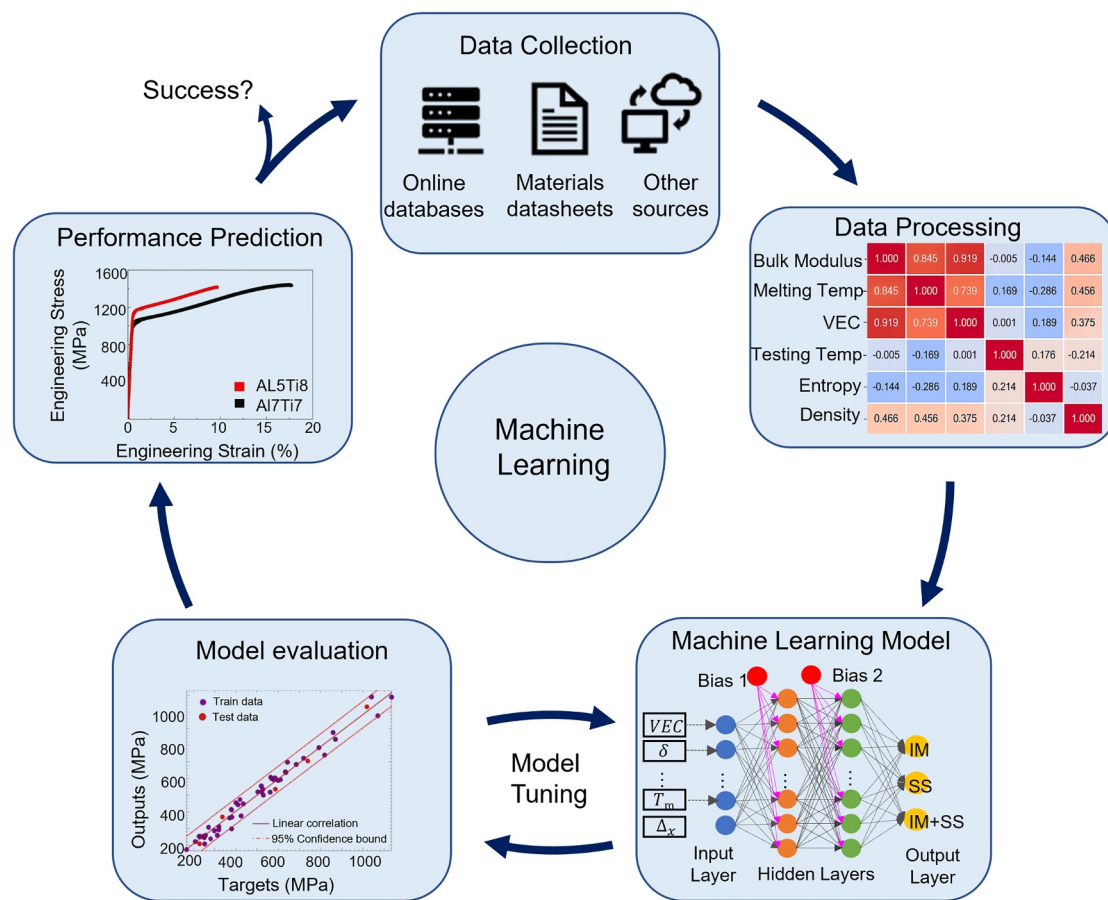 Data Collection
Online
databases
Materials
datasheets
Other
sources
Success?
Data Processing
Bulk Modulus 1.000 0.845 0.919 -0.005 -0.144 0.466
Melting Temp 0.845 1.000 0.739 0.169 -0.286 0.456
VEC 0.919 0.739 1.000 0.001 0.189 0.375
Testing Temp -0.005 -0.169 0.001 1.000 0.176 -0.214
Entropy -0.144 -0.286 0.189 0.214 1.000 -0.037
Density 0.466 0.456 0.375 0.214 -0.037 1.000
Performance Prediction
Engineering Stress
(MPa)
1600
1200
800
400
AL5Ti8
Al7Ti7
0 5 10 15 20
Engineering Strain (%)
Machine
Learning
Model evaluation
Train data
Test data
Outputs (MPa)
1000
800
600
400
200
Linear correlation
95% Confidence bound
200 400 600 800 1000
Targets (MPa)
Model
Tuning
Machine Learning Model
Bias 1
Bias 2
VEC
δ
⋮
Tm
Δx
IM
SS
IM+SS
Input
Layer
Hidden Layers
Output
Layer